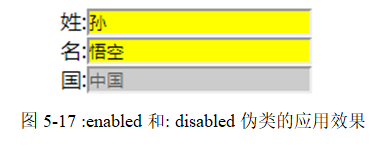 姓:孙
名:悟空
国:中国
图 5-17 :enabled 和: disabled 伪类的应用效果